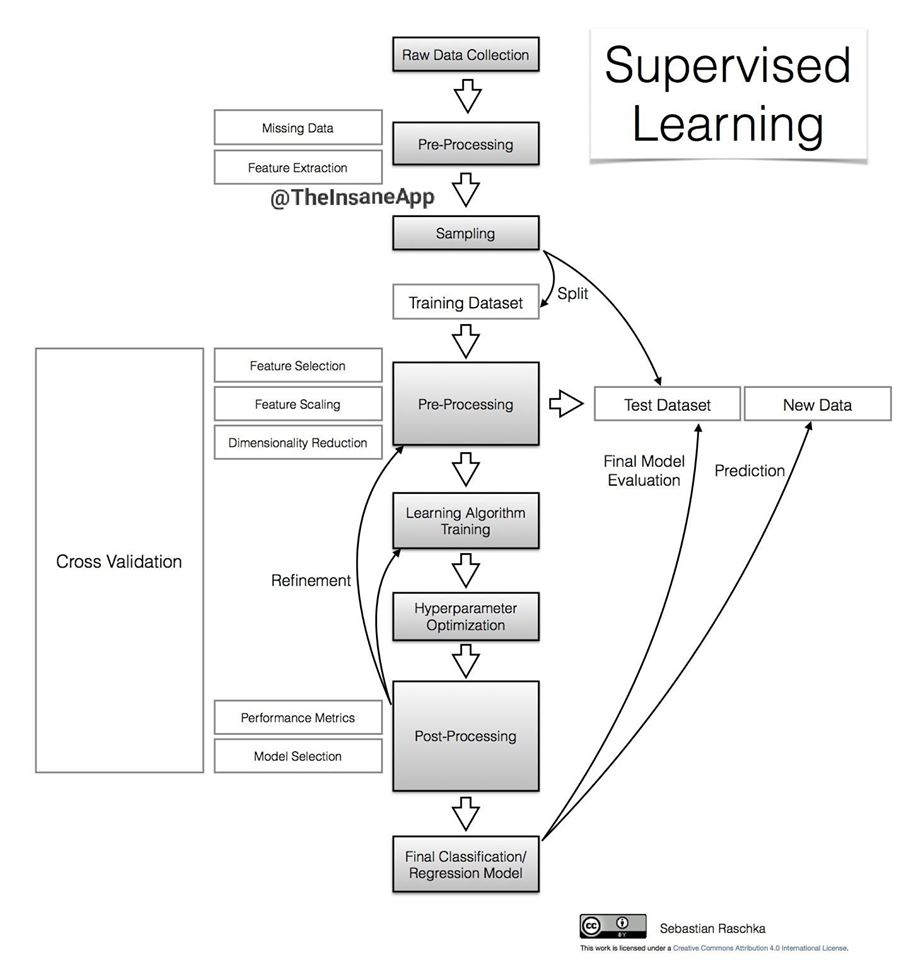 Supervised
Learning
Raw Data Collection
Missing Data
Pre-Processing
Feature Extraction
@TheInsaneApp
Sampling
Split
Training Dataset
Feature Selection
Feature Scaling
Pre-Processing
Test Dataset
New Data
Dimensionality Reduction
Final Model
Evaluation
Prediction
Learning Algorithm
Training
Cross Validation
Refinement
Hyperparameter
Optimization
Performance Metrics
Post-Processing
Model Selection
Final Classification/
Regression Model
cc
BY
Sebastian Raschka
This work is licensed under a Creative Commons Attribution 4.0 International License.